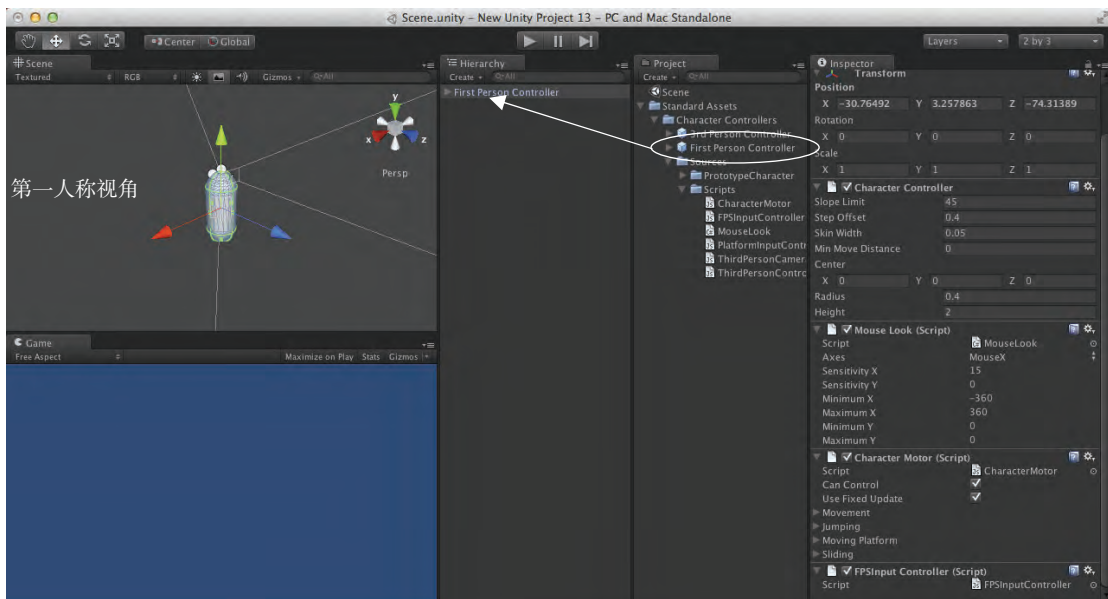 Scene.unity – New Unity Project 13 – PC and Mac Standalone
Center Global
Layers 2 by 3
Scene
Textured RGB Gizmos All
y
x z
Persp
第一人称视角
Game
Free Aspect Maximize on Play Stats Gizmos
Hierarchy
Create All
First Person Controller
Project
Create All
Scene
Standard Assets
Character Controllers
3rd Person Controller
First Person Controller
Sources
PrototypeCharacter
Scripts
CharacterMotor
FPSInputController
MouseLook
PlatformInputContr
ThirdPersonCamer
ThirdPersonContro
Inspector
Transform
Position
X -30.76492 Y 3.257863 Z -74.31389
Rotation
X 0 Y 0 Z 0
Scale
X 1 Y 1 Z 1
Character Controller
Slope Limit 45
Step Offset 0.4
Skin Width 0.05
Min Move Distance 0
Center
X 0 Y 0 Z 0
Radius 0.4
Height 2
Mouse Look (Script)
Script MouseLook
Axes MouseX
Sensitivity X 15
Sensitivity Y 0
Minimum X -360
Maximum X 360
Minimum Y 0
Maximum Y 0
Character Motor (Script)
Script CharacterMotor
Can Control
Use Fixed Update
Movement
Jumping
Moving Platform
Sliding
FPSInput Controller (Script)
Script FPSInputController